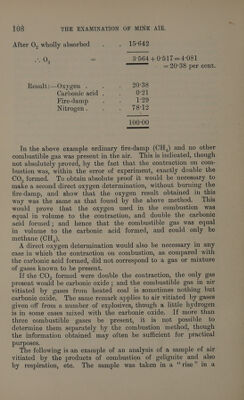 108 THE EXAMINATION OF MINE AIR.
After O₂ wholly absorbed . . 15·642
∴ O₂ = 3·564 + 0·517 = 4·081
= 20·38 per cent.
Result:—Oxygen . . . 20·38
Carbonic acid . . 0·21
Fire-damp . . 1·29
Nitrogen . . . 78·12
100·00
In the above example ordinary fire-damp (CH₄) and no other
combustible gas was present in the air. This is indicated, though
not absolutely proved, by the fact that the contraction on com-
bustion was, within the error of experiment, exactly double the
CO₂ formed. To obtain absolute proof it would be necessary to
make a second direct oxygen determination, without burning the
fire-damp, and show that the oxygen result obtained in this
way was the same as that found by the above method. This
would prove that the oxygen used in the combustion was
equal in volume to the contraction, and double the carbonic
acid formed; and hence that the combustible gas was equal
in volume to the carbonic acid formed, and could only be
methane (CH₄).
A direct oxygen determination would also be necessary in any
case in which the contraction on combustion, as compared with
the carbonic acid formed, did not correspond to a gas or mixture
of gases known to be present.
If the CO₂ formed were double the contraction, the only gas
present would be carbonic oxide; and the combustible gas in air
vitiated by gases from heated coal is sometimes nothing but
carbonic oxide. The same remark applies to air vitiated by gases
given off from a number of explosives, though a little hydrogen
is in some cases mixed with the carbonic oxide. If more than
three combustible gases be present, it is not possible to
determine them separately by the combustion method, though
the information obtained may often be sufficient for practical
purposes.
The following is an example of an analysis of a sample of air
vitiated by the products of combustion of gelignite and also
by respiration, etc. The sample was taken in a "rise" in a